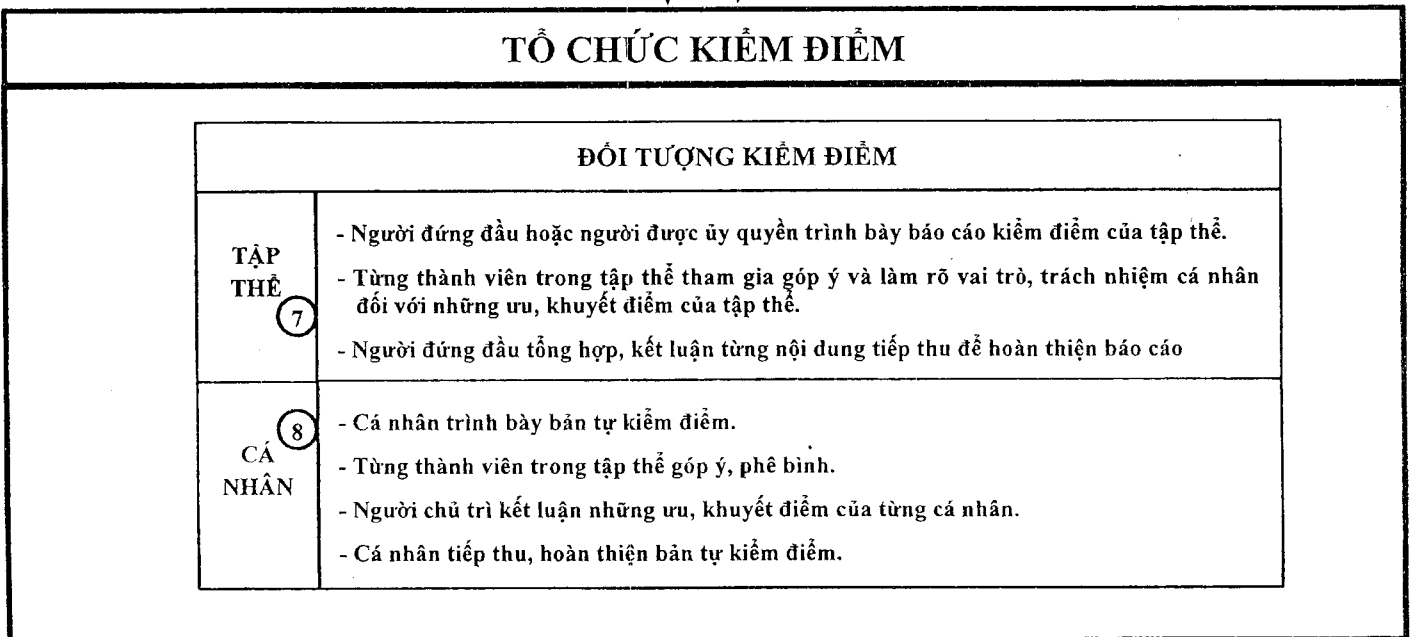 TỔ CHỨC KIỂM ĐIỂM
ĐỐI TƯỢNG KIỂM ĐIỂM
TẬP
THỂ
7
- Người đứng đầu hoặc người được ủy quyền trình bày báo cáo kiểm điểm của tập thể.
- Từng thành viên trong tập thể tham gia góp ý và làm rõ vai trò, trách nhiệm cá nhân
đối với những ưu, khuyết điểm của tập thể.
- Người đứng đầu tổng hợp, kết luận từng nội dung tiếp thu để hoàn thiện báo cáo
8
CÁ
NHÂN
- Cá nhân trình bày bản tự kiểm điểm.
- Từng thành viên trong tập thể góp ý, phê bình.
- Người chủ trì kết luận những ưu, khuyết điểm của từng cá nhân.
- Cá nhân tiếp thu, hoàn thiện bản tự kiểm điểm.